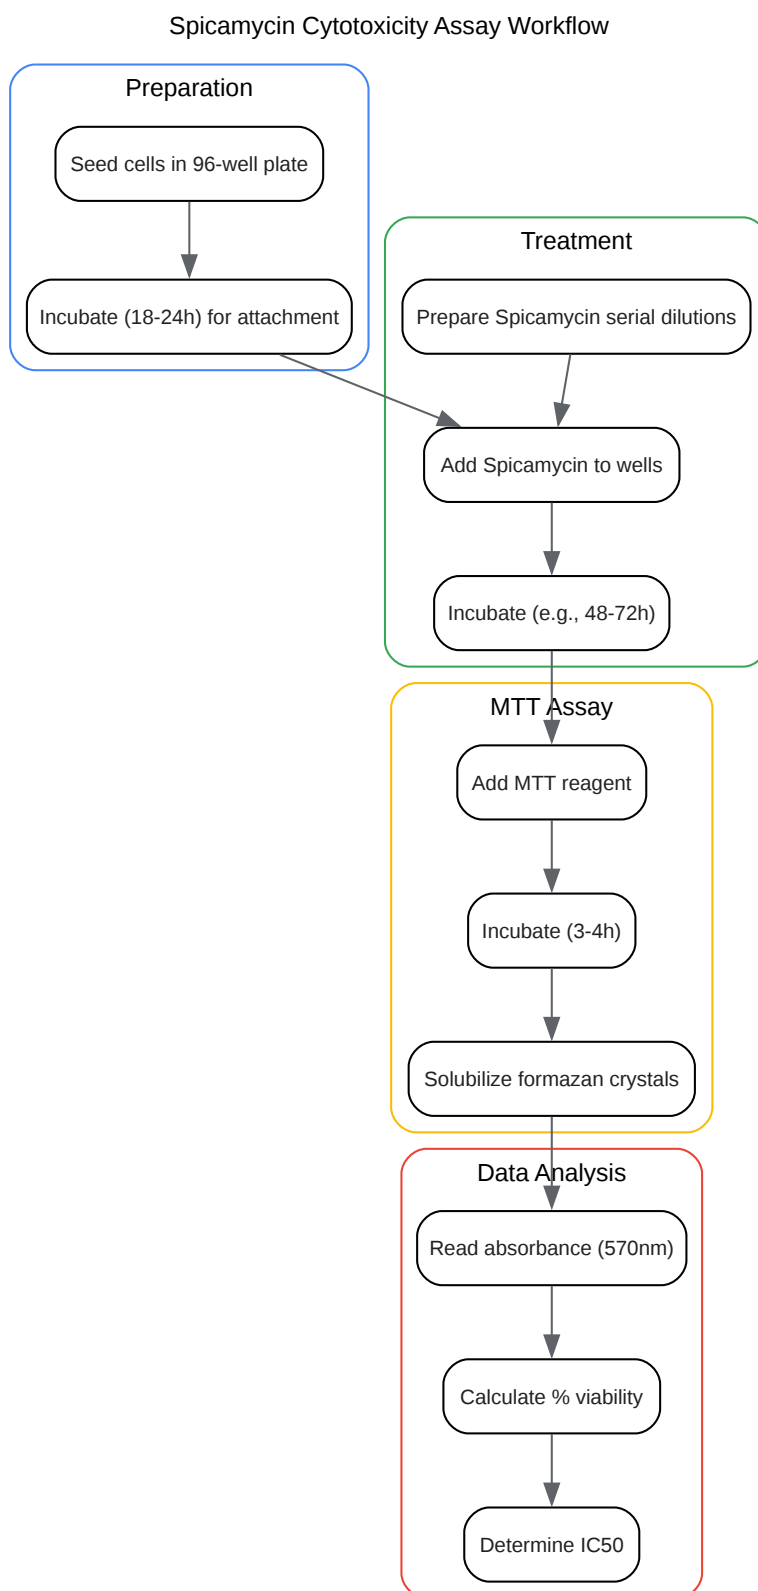 Spicamycin Cytotoxicity Assay Workflow
Preparation
Seed cells in 96-well plate
Incubate (18-24h) for attachment
Treatment
Prepare Spicamycin serial dilutions
Add Spicamycin to wells
Incubate (e.g., 48-72h)
MTT Assay
Add MTT reagent
Incubate (3-4h)
Solubilize formazan crystals
Data Analysis
Read absorbance (570nm)
Calculate % viability
Determine IC50